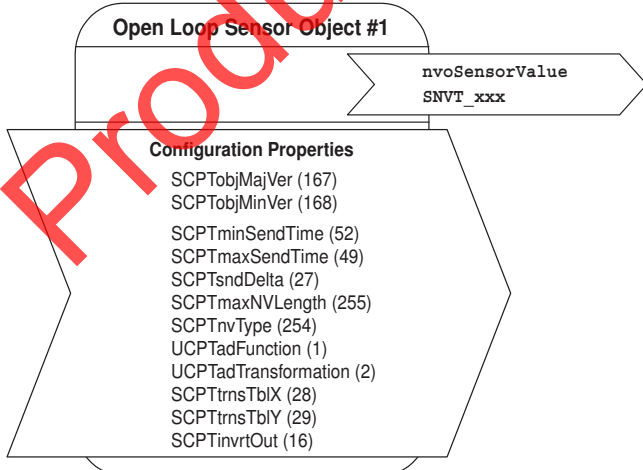 Open Loop Sensor Object #1
nvoSensorValue
SNVT_xxx
Configuration Properties
SCPTobjMajVer (167)
SCPTobjMinVer (168)
SCPTminSendTime (52)
SCPTmaxSendTime (49)
SCPTsndDelta (27)
SCPTmaxNVLength (255)
SCPTnvType (254)
UCPTadFunction (1)
UCPTadTransformation (2)
SCPTtrnsTblX (28)
SCPTtrnsTblY (29)
SCPTinvrtOut (16)
Produ